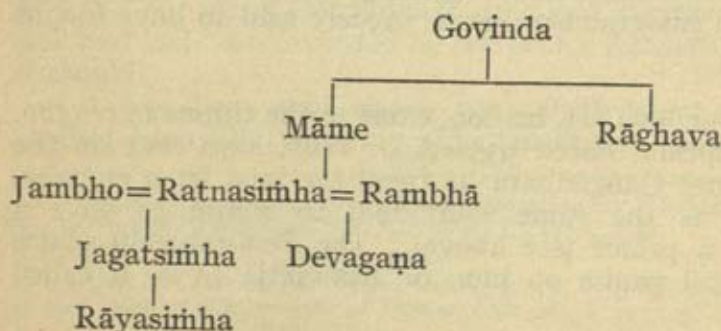 Govinda
Māme Rāghava
Jambho=Ratnasiṁha=Rambhā
Jagatsiṁha Devagaṇa
Rāyasiṁha